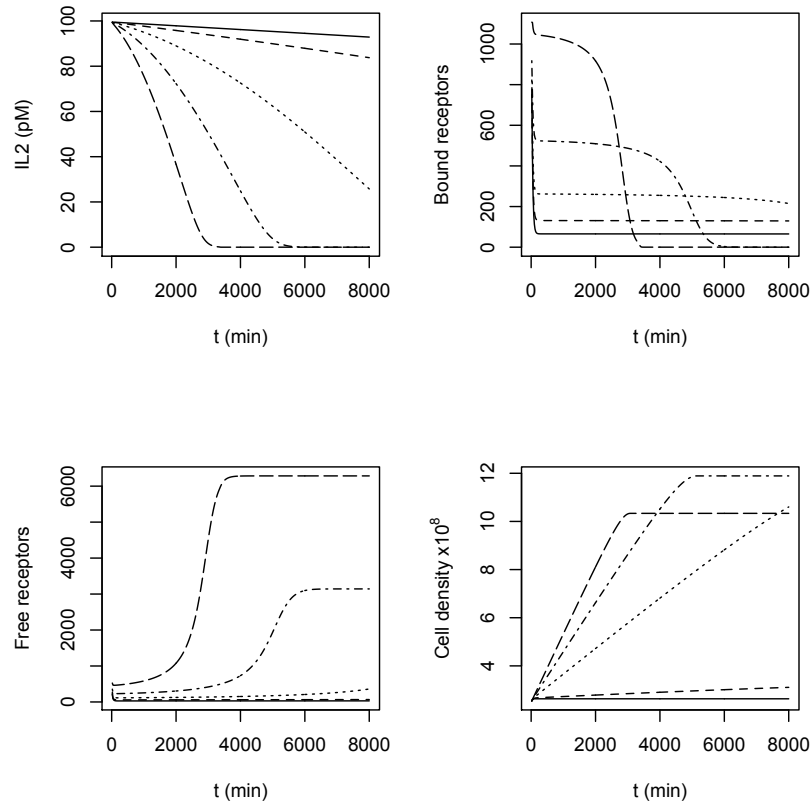 IL2 (pM)
100
80
60
40
20
0
0 2000 4000 6000 8000
t (min)
Bound receptors
1000
600
200
0
0 2000 4000 6000 8000
t (min)
Free receptors
6000
4000
2000
0
0 2000 4000 6000 8000
t (min)
Cell density x10⁸
12
10
8
6
4
0 2000 4000 6000 8000
t (min)